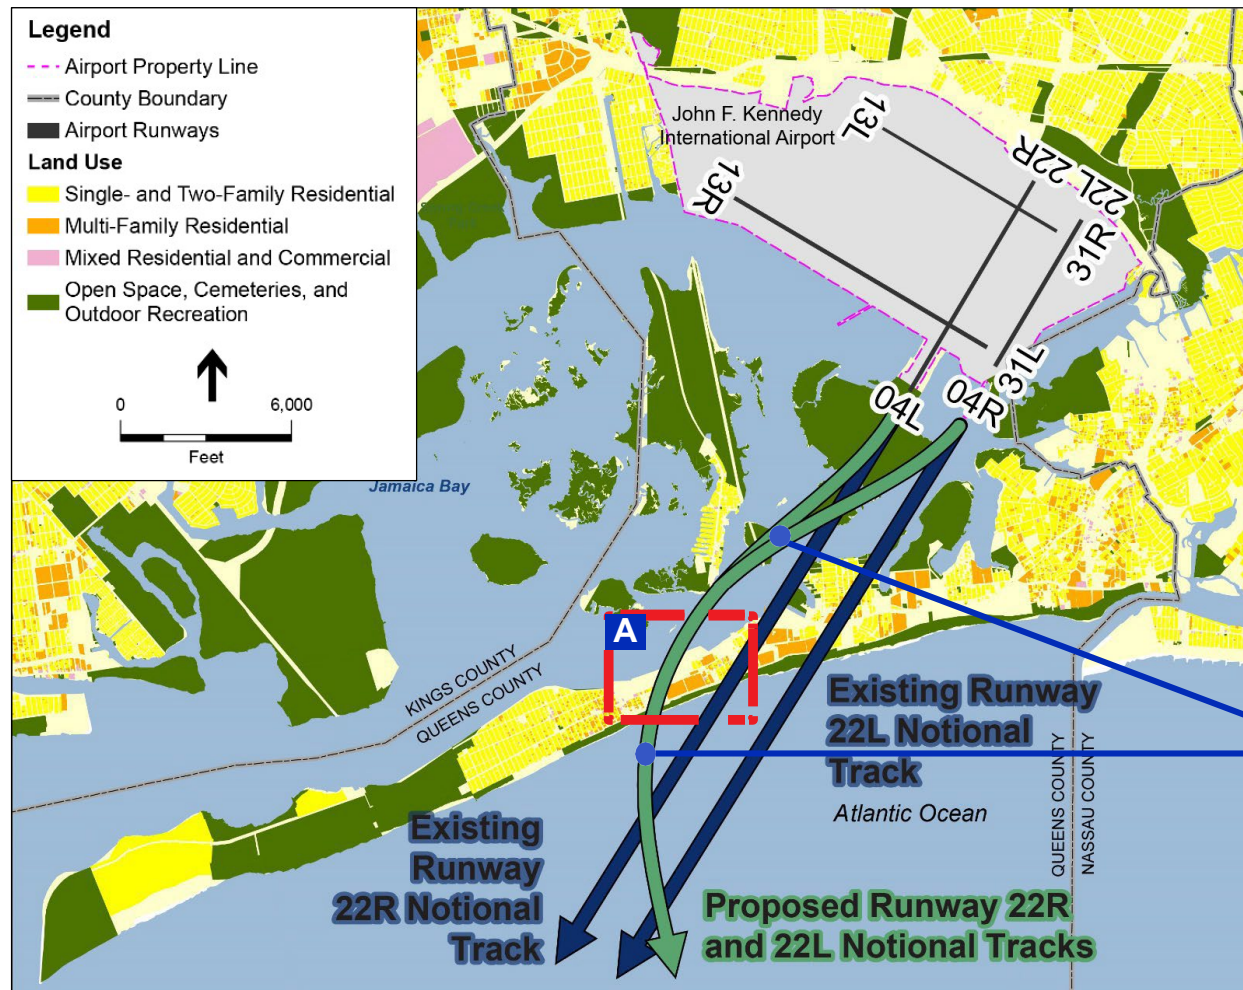 Legend
Airport Property Line
County Boundary
Airport Runways
Land Use
Single- and Two-Family Residential
Multi-Family Residential
Mixed Residential and Commercial
Open Space, Cemeteries, and
Outdoor Recreation
0 6,000
Feet
John F. Kennedy
International Airport
13L
13R
22R
22L
31R
31L
04L
04R
Jamaica Bay
A
KINGS COUNTY
QUEENS COUNTY
Existing Runway
22L Notional
Track
Atlantic Ocean
QUEENS COUNTY
NASSAU COUNTY
Existing
Runway
22R Notional
Track
Proposed Runway 22R
and 22L Notional Tracks